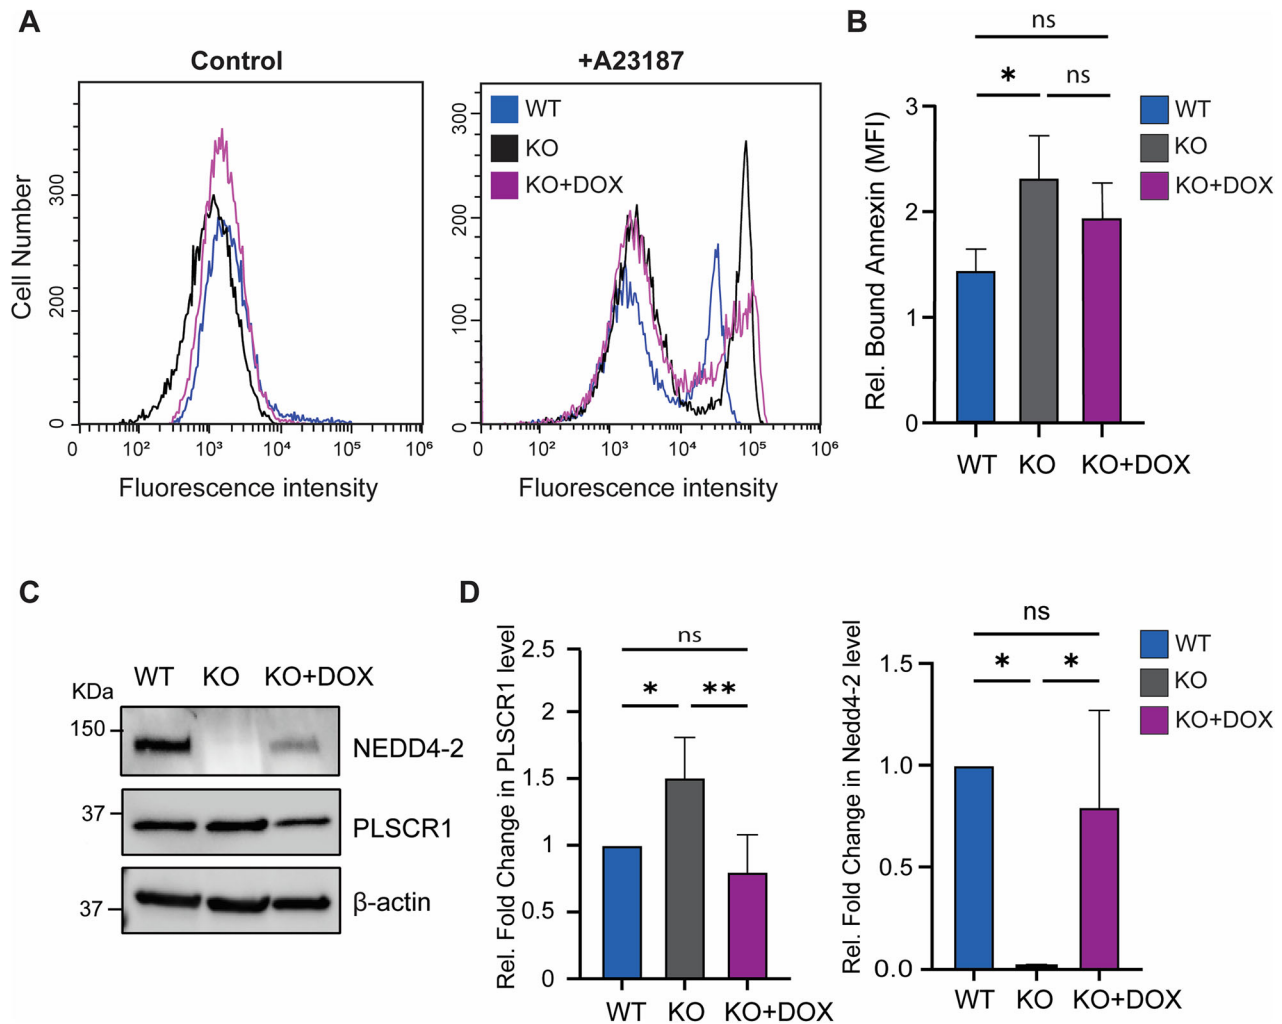 A
Control
Cell Number
300
200
0
0 10² 10³ 10⁴ 10⁵ 10⁶
Fluorescence intensity
+A23187
WT
KO
KO+DOX
300
200
100
0
0 10² 10³ 10⁴ 10⁵ 10⁶
Fluorescence intensity
B
ns
* ns
Rel. Bound Annexin (MFI)
3
2
1
0
WT KO KO+DOX
WT
KO
KO+DOX
C
WT KO KO+DOX
KDa
150
NEDD4-2
37
PLSCR1
37
β-actin
D
Rel. Fold Change in PLSCR1 level
ns
* **
2.5
2
1.5
1
0.5
0
WT KO KO+DOX
Rel. Fold Change in Nedd4-2 level
ns
* *
1.5
1.0
0.5
0.0
WT KO KO+DOX
WT
KO
KO+DOX